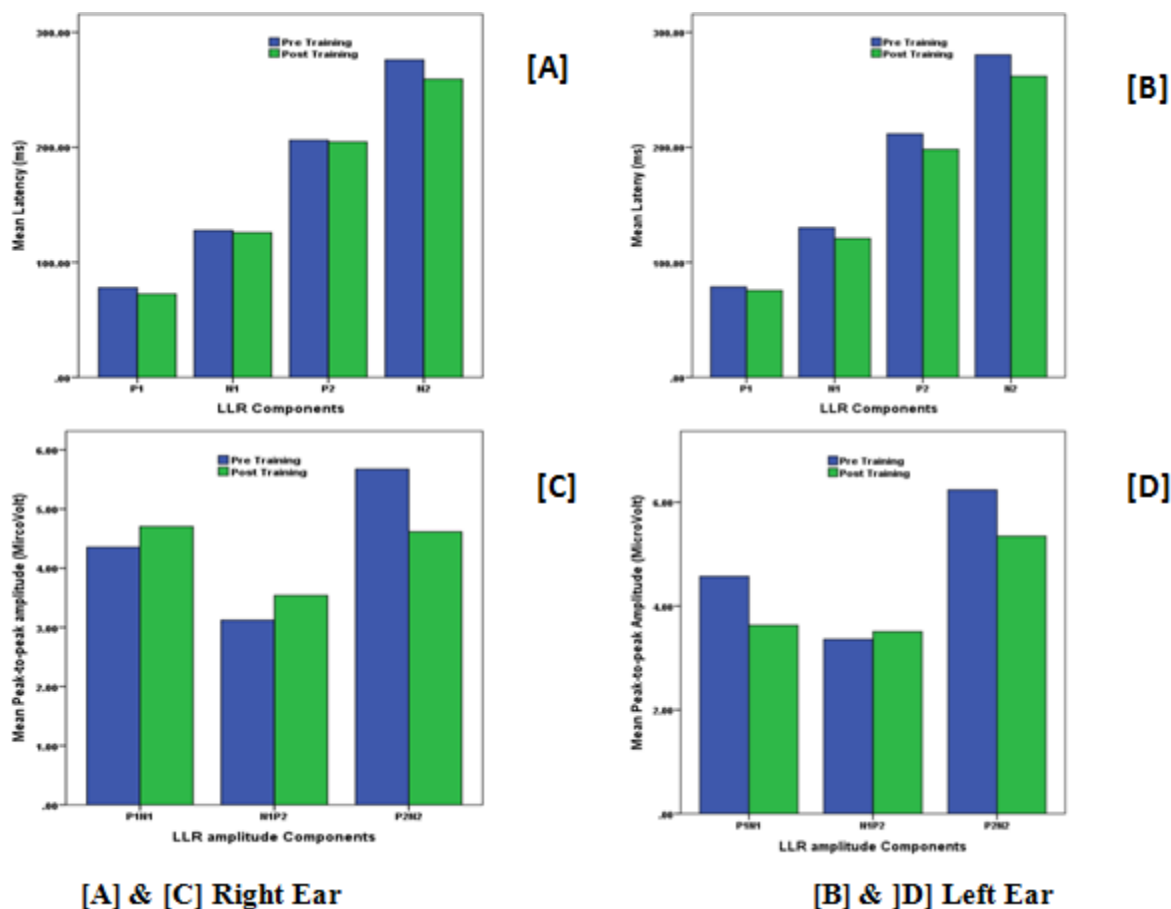 300.00
200.00
100.00
.00
Mean Latency (ms)
Pre Training
Post Training
P1 N1 P2 N2
LLR Components
[A]
300.00
200.00
100.00
.00
Mean Lateny (ms)
Pre Training
Post Training
P1 N1 P2 N2
LLR Components
[B]
6.00
5.00
4.00
3.00
2.00
1.00
.00
Mean Peak-to-peak amplitude (MircoVolt)
Pre Training
Post Training
P1N1 N1P2 P2N2
LLR amplitude Components
[C]
6.00
4.00
2.00
.00
Mean Peak-to-peak Amplitude (MicroVolt)
Pre Training
Post Training
P1N1 N1P2 P2N2
LLR amplitude Components
[D]
[A] & [C] Right Ear
[B] & ]D] Left Ear